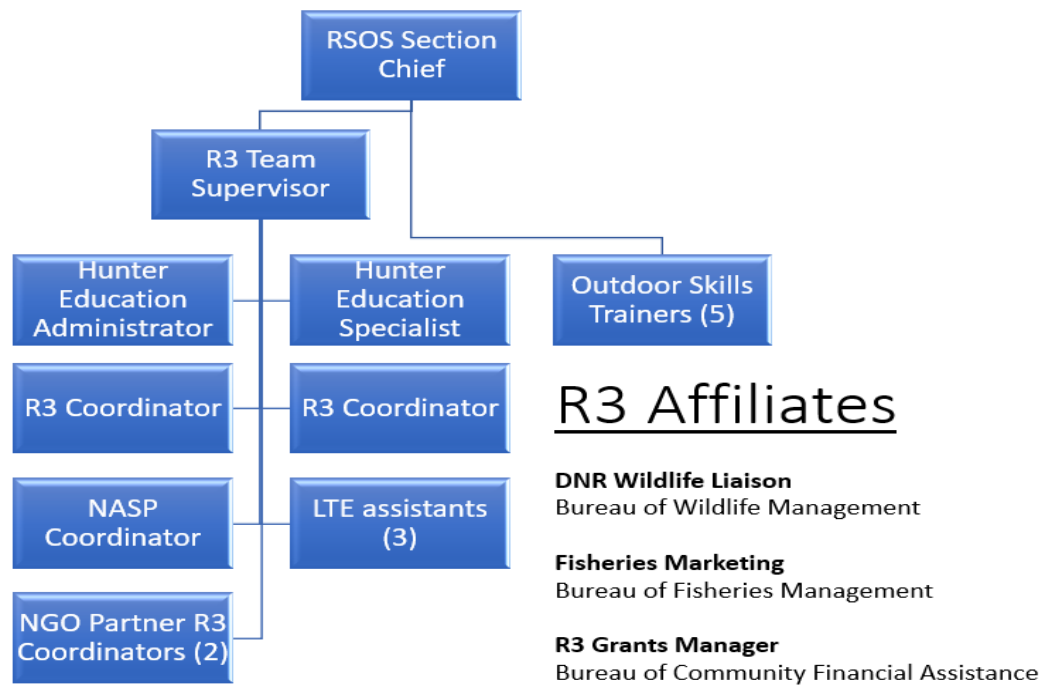 RSOS Section
Chief
R3 Team
Supervisor
Hunter
Education
Administrator
Hunter
Education
Specialist
Outdoor Skills
Trainers (5)
R3 Coordinator
R3 Coordinator
NASP
Coordinator
LTE assistants
(3)
NGO Partner R3
Coordinators (2)
R3 Affiliates
DNR Wildlife Liaison
Bureau of Wildlife Management
Fisheries Marketing
Bureau of Fisheries Management
R3 Grants Manager
Bureau of Community Financial Assistance